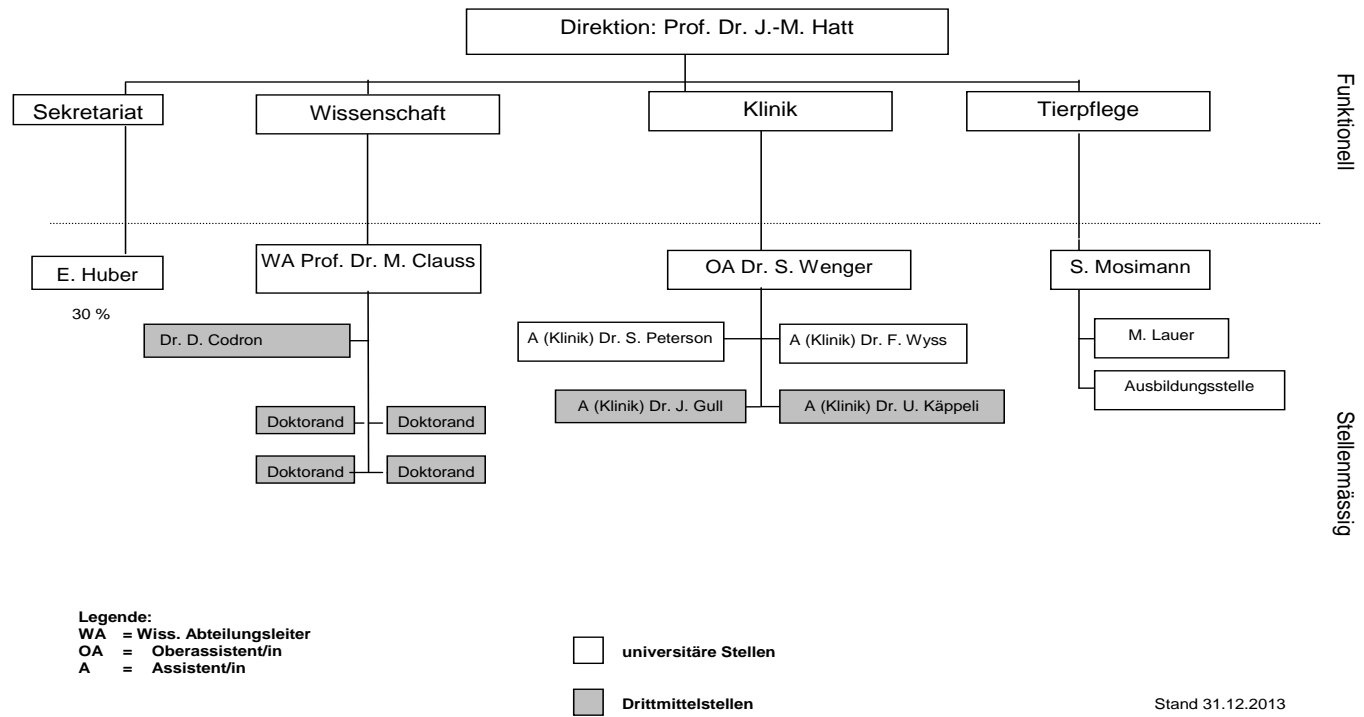 Direktion: Prof. Dr. J.-M. Hatt
Funktionell
Sekretariat
Wissenschaft
Klinik
Tierpflege
E. Huber
30 %
WA Prof. Dr. M. Clauss
OA Dr. S. Wenger
S. Mosimann
Dr. D. Codron
A (Klinik) Dr. S. Peterson
A (Klinik) Dr. F. Wyss
M. Lauer
Ausbildungsstelle
A (Klinik) Dr. J. Gull
A (Klinik) Dr. U. Käppeli
Doktorand
Doktorand
Doktorand
Doktorand
Stellenmässig
Legende:
WA = Wiss. Abteilungsleiter
OA = Oberassistent/in
A = Assistent/in
universitäre Stellen
Drittmittelstellen
Stand 31.12.2013